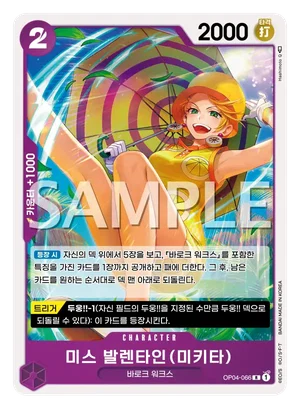 2
2000
타격
打
카운터 +1000
SAMPLE
등장 시 자신의 덱 위에서 5장을 보고, 「바로크 워크스」를 포함한
특징을 가진 카드를 1장까지 공개하고 패에 더한다. 그 후, 남은
카드를 원하는 순서대로 덱 맨 아래로 되돌린다.
트리거 두웅!!-1(자신 필드의 두웅!!을 지정된 수만큼 두웅!! 덱으로
되돌릴 수 있다): 이 카드를 등장시킨다.
CHARACTER
미스 발렌타인(미키타)
바로크 워크스
OP04-066 R 1
BANDAI MADE IN KOREA